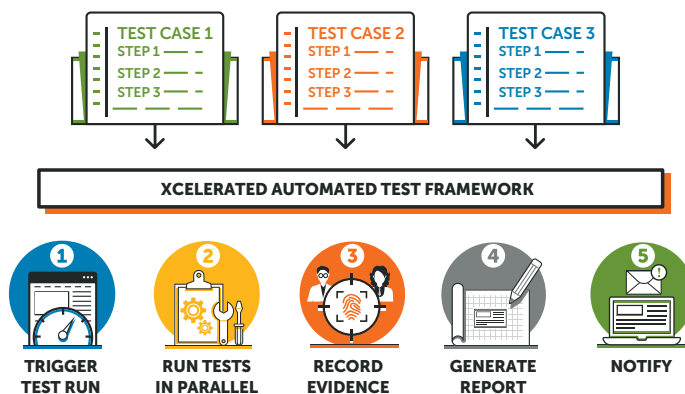 TEST CASE 1
STEP 1
STEP 2
STEP 3
TEST CASE 2
STEP 1
STEP 2
STEP 3
TEST CASE 3
STEP 1
STEP 2
STEP 3
XCELERATED AUTOMATED TEST FRAMEWORK
1
TRIGGER
TEST RUN
2
RUN TESTS
IN PARALLEL
3
RECORD
EVIDENCE
4
GENERATE
REPORT
5
!
NOTIFY